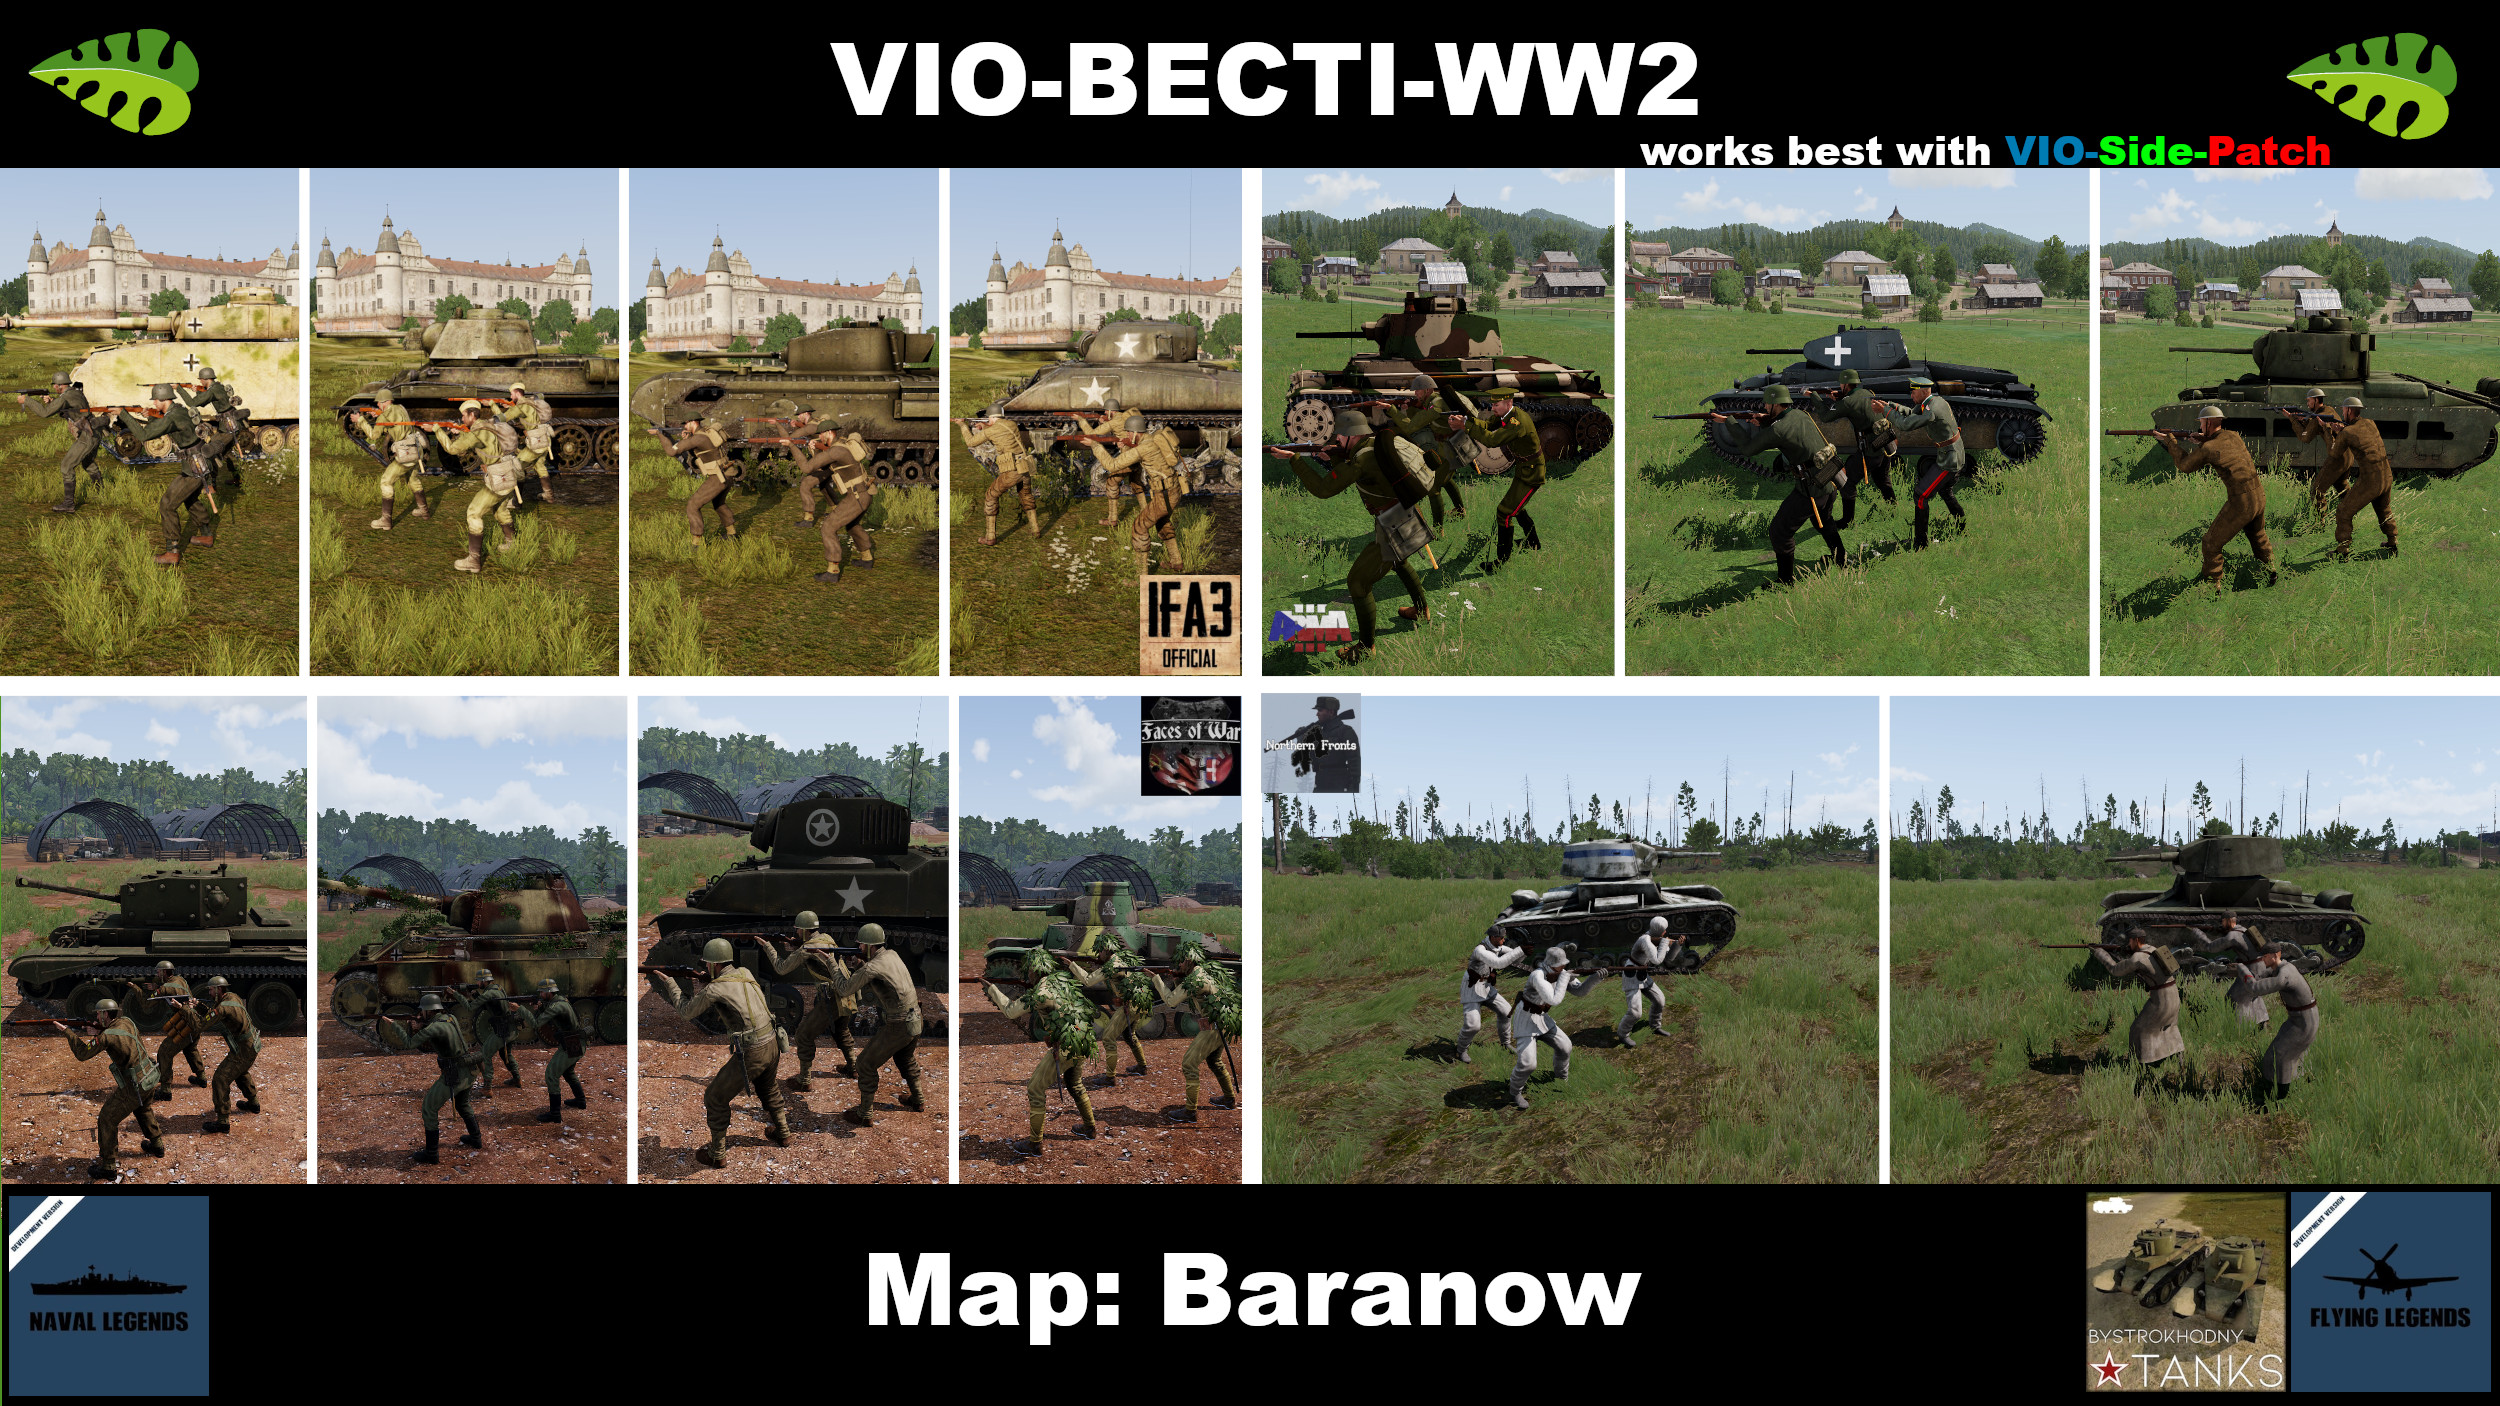 VIO-BECTI-WW2
works best with VIO-Side-Patch
IFA3
OFFICIAL
ARMA
Faces of War
Northern Fronts
DEVELOPMENT VERSION
NAVAL LEGENDS
Map: Baranow
BYSTROKHODNY
TANKS
DEVELOPMENT VERSION
FLYING LEGENDS